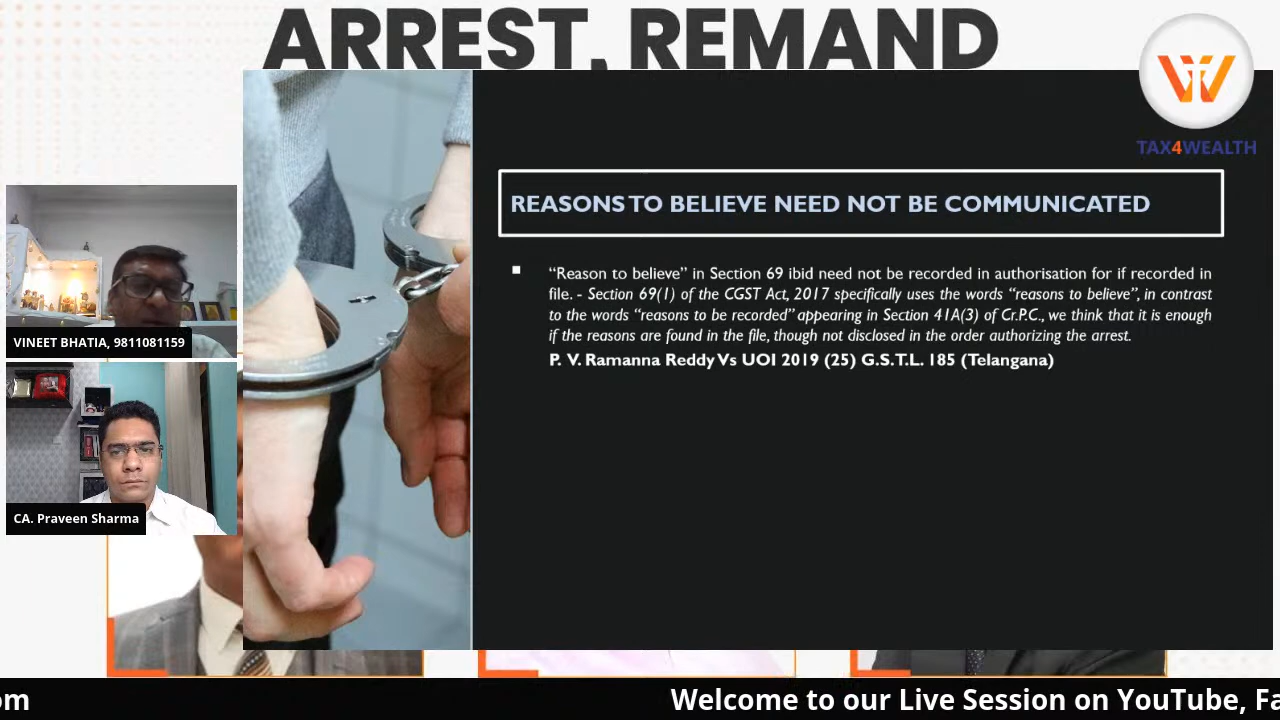 ARREST, REMAND
TAX4WEALTH
REASONS TO BELIEVE NEED NOT BE COMMUNICATED
“Reason to believe” in Section 69 ibid need not be recorded in authorisation for if recorded in
file. - Section 69(1) of the CGST Act, 2017 specifically uses the words “reasons to believe”, in contrast
to the words “reasons to be recorded” appearing in Section 41A(3) of Cr.P.C., we think that it is enough
if the reasons are found in the file, though not disclosed in the order authorizing the arrest.
P. V. Ramanna Reddy Vs UOI 2019 (25) G.S.T.L. 185 (Telangana)
VINEET BHATIA, 9811081159
CA. Praveen Sharma
om
Welcome to our Live Session on YouTube, Fa